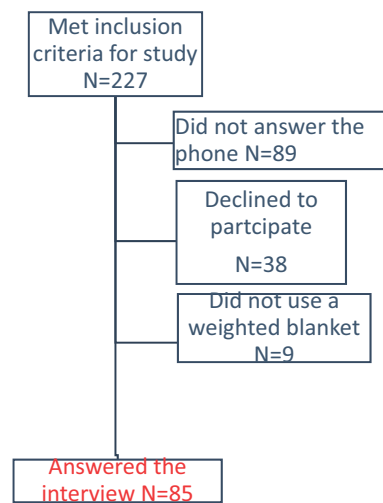 Met inclusion
criteria for study
N=227
Did not answer the
phone N=89
Declined to
partcipate
N=38
Did not use a
weighted blanket
N=9
Answered the
interview N=85